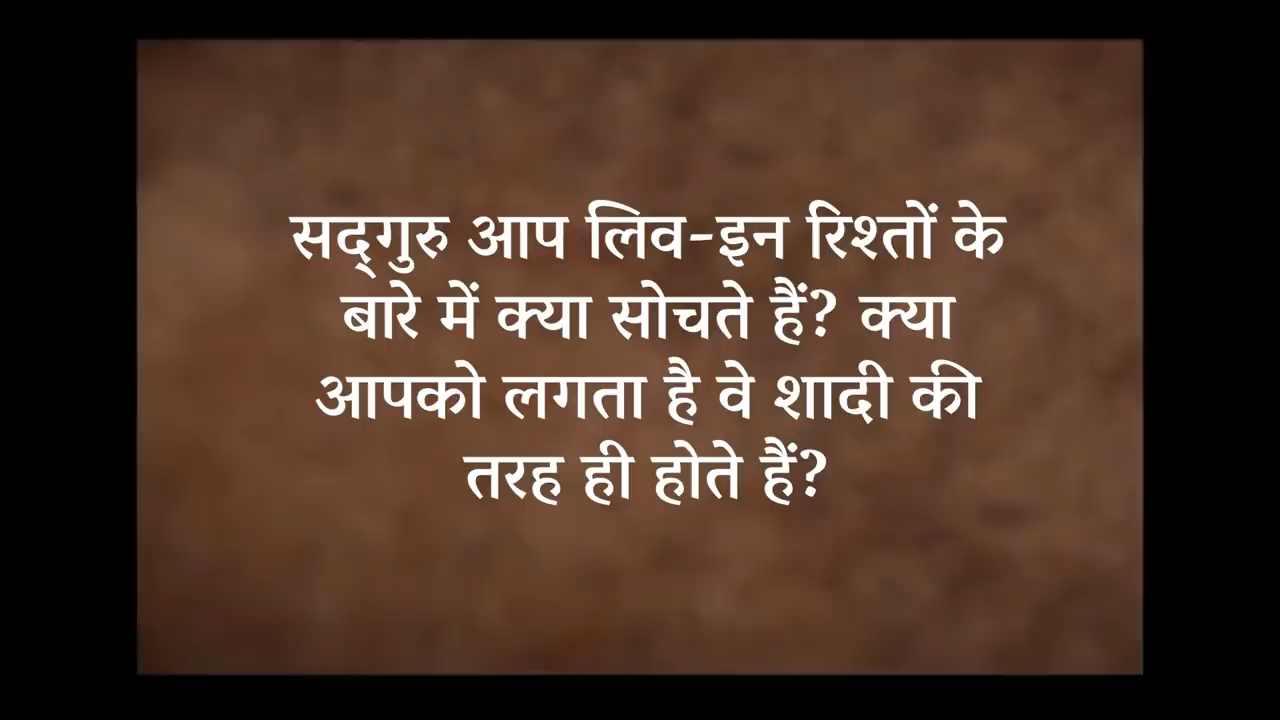 सद्‌गुरु आप लिव-इन रिश्तों के
बारे में क्या सोचते हैं? क्या
आपको लगता है वे शादी की
तरह ही होते हैं?